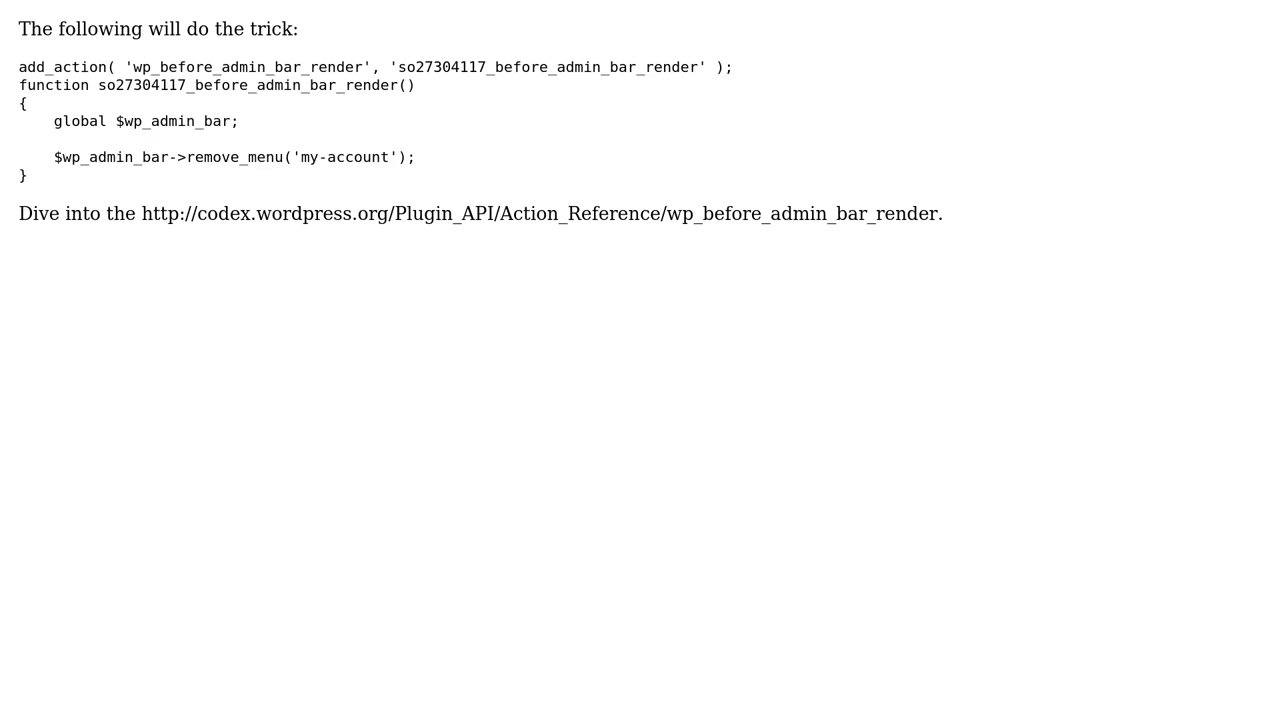 The following will do the trick:
add_action( 'wp_before_admin_bar_render', 'so27304117_before_admin_bar_render' );
function so27304117_before_admin_bar_render()
{
    global $wp_admin_bar;

    $wp_admin_bar->remove_menu('my-account');
}
Dive into the http://codex.wordpress.org/Plugin_API/Action_Reference/wp_before_admin_bar_render.